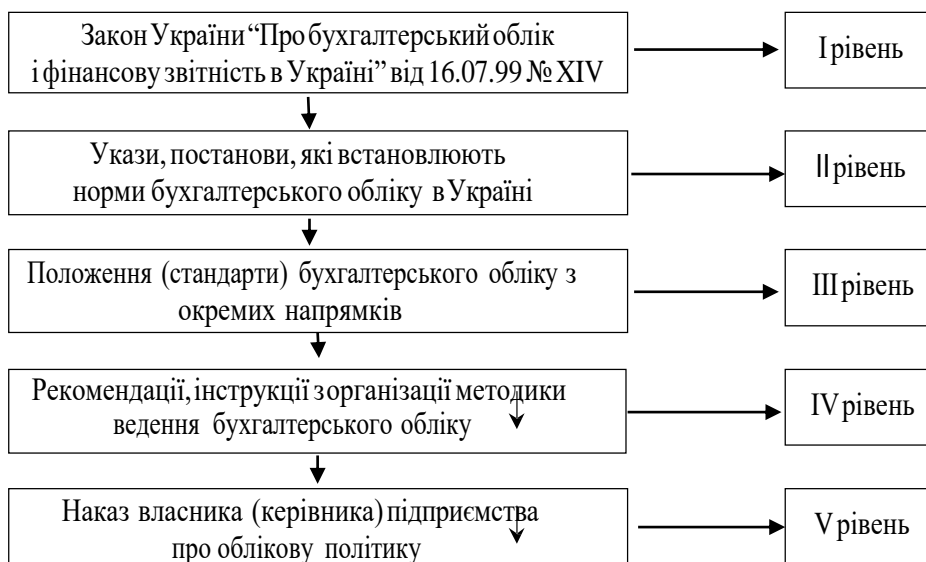 Закон України “Про бухгалтерський облік
і фінансову звітність в Україні” від 16.07.99 № XIV
I рівень
Укази, постанови, які встановлюють
норми бухгалтерського обліку в Україні
II рівень
Положення (стандарти) бухгалтерського обліку з
окремих напрямків
III рівень
Рекомендації, інструкції з організації методики
ведення бухгалтерського обліку
IV рівень
Наказ власника (керівника) підприємства
про облікову політику
V рівень